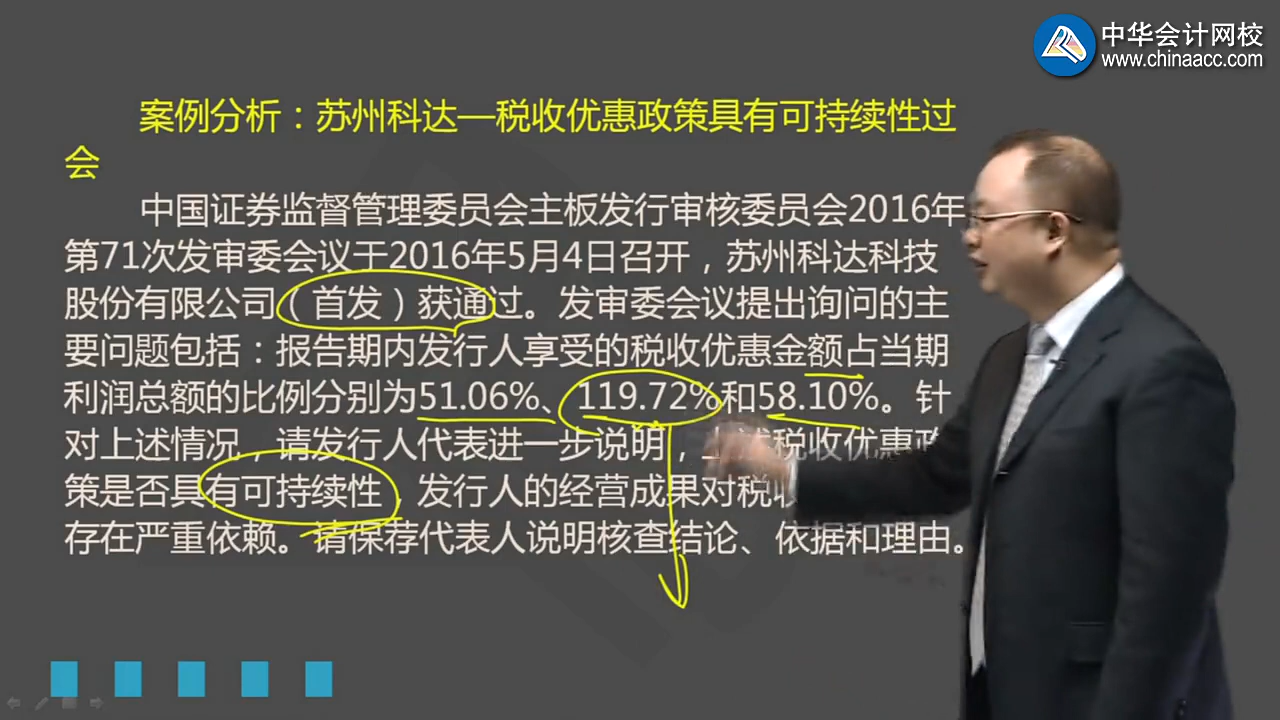 中华会计网校
www.chinaacc.com
案例分析：苏州科达—税收优惠政策具有可持续性过
会
中国证券监督管理委员会主板发行审核委员会2016年
第71次发审委会议于2016年5月4日召开，苏州科达科技
股份有限公司（首发）获通过。发审委会议提出询问的主
要问题包括：报告期内发行人享受的税收优惠金额占当期
利润总额的比例分别为51.06%、119.72%和58.10%。针
对上述情况，请发行人代表进一步说明，上述税收优惠政
策是否具有可持续性，发行人的经营成果对税收
存在严重依赖。请保荐代表人说明核查结论、依据和理由。